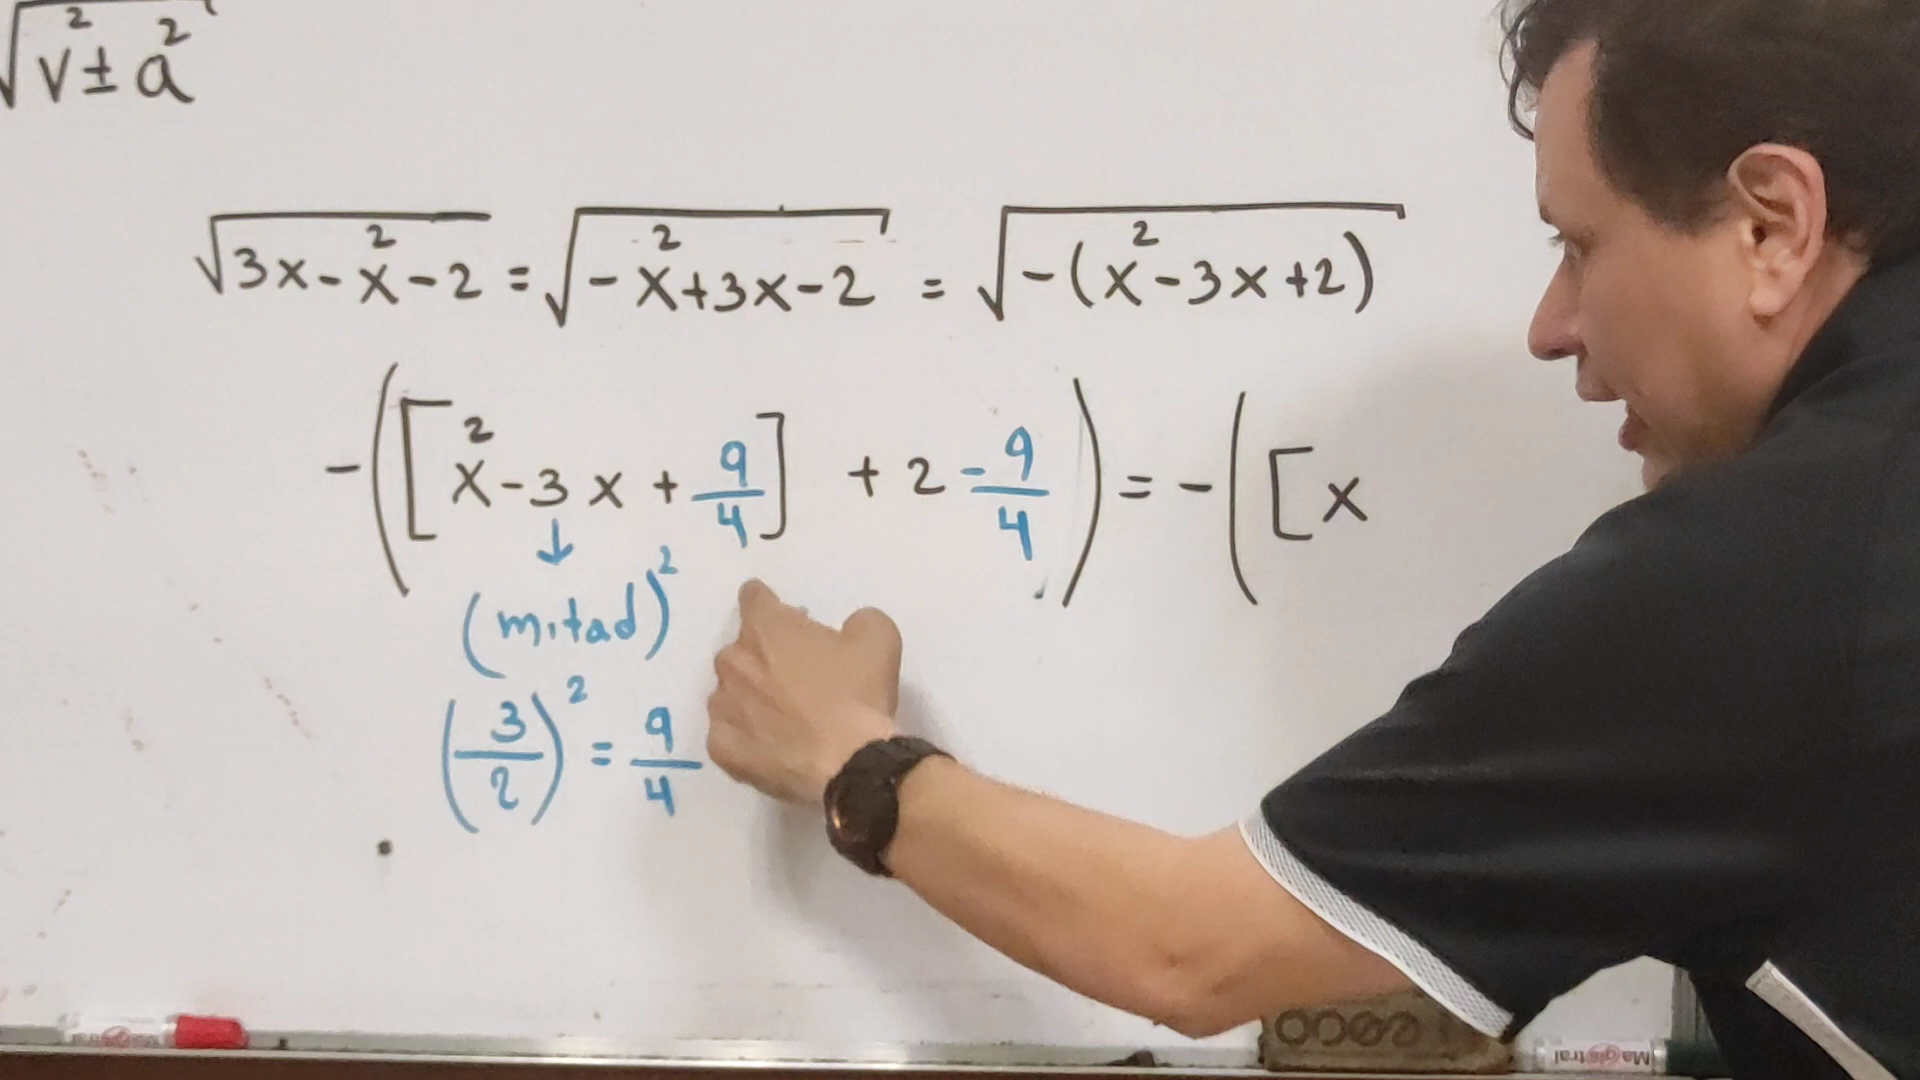 √(v² ± a²)
√(3x - x² - 2) = √(-x² + 3x - 2) = √(-(x² - 3x + 2))
-([x² - 3x + 9/4] + 2 - 9/4) = -([x
↓
(mitad)²
(3/2)² = 9/4
Magistral